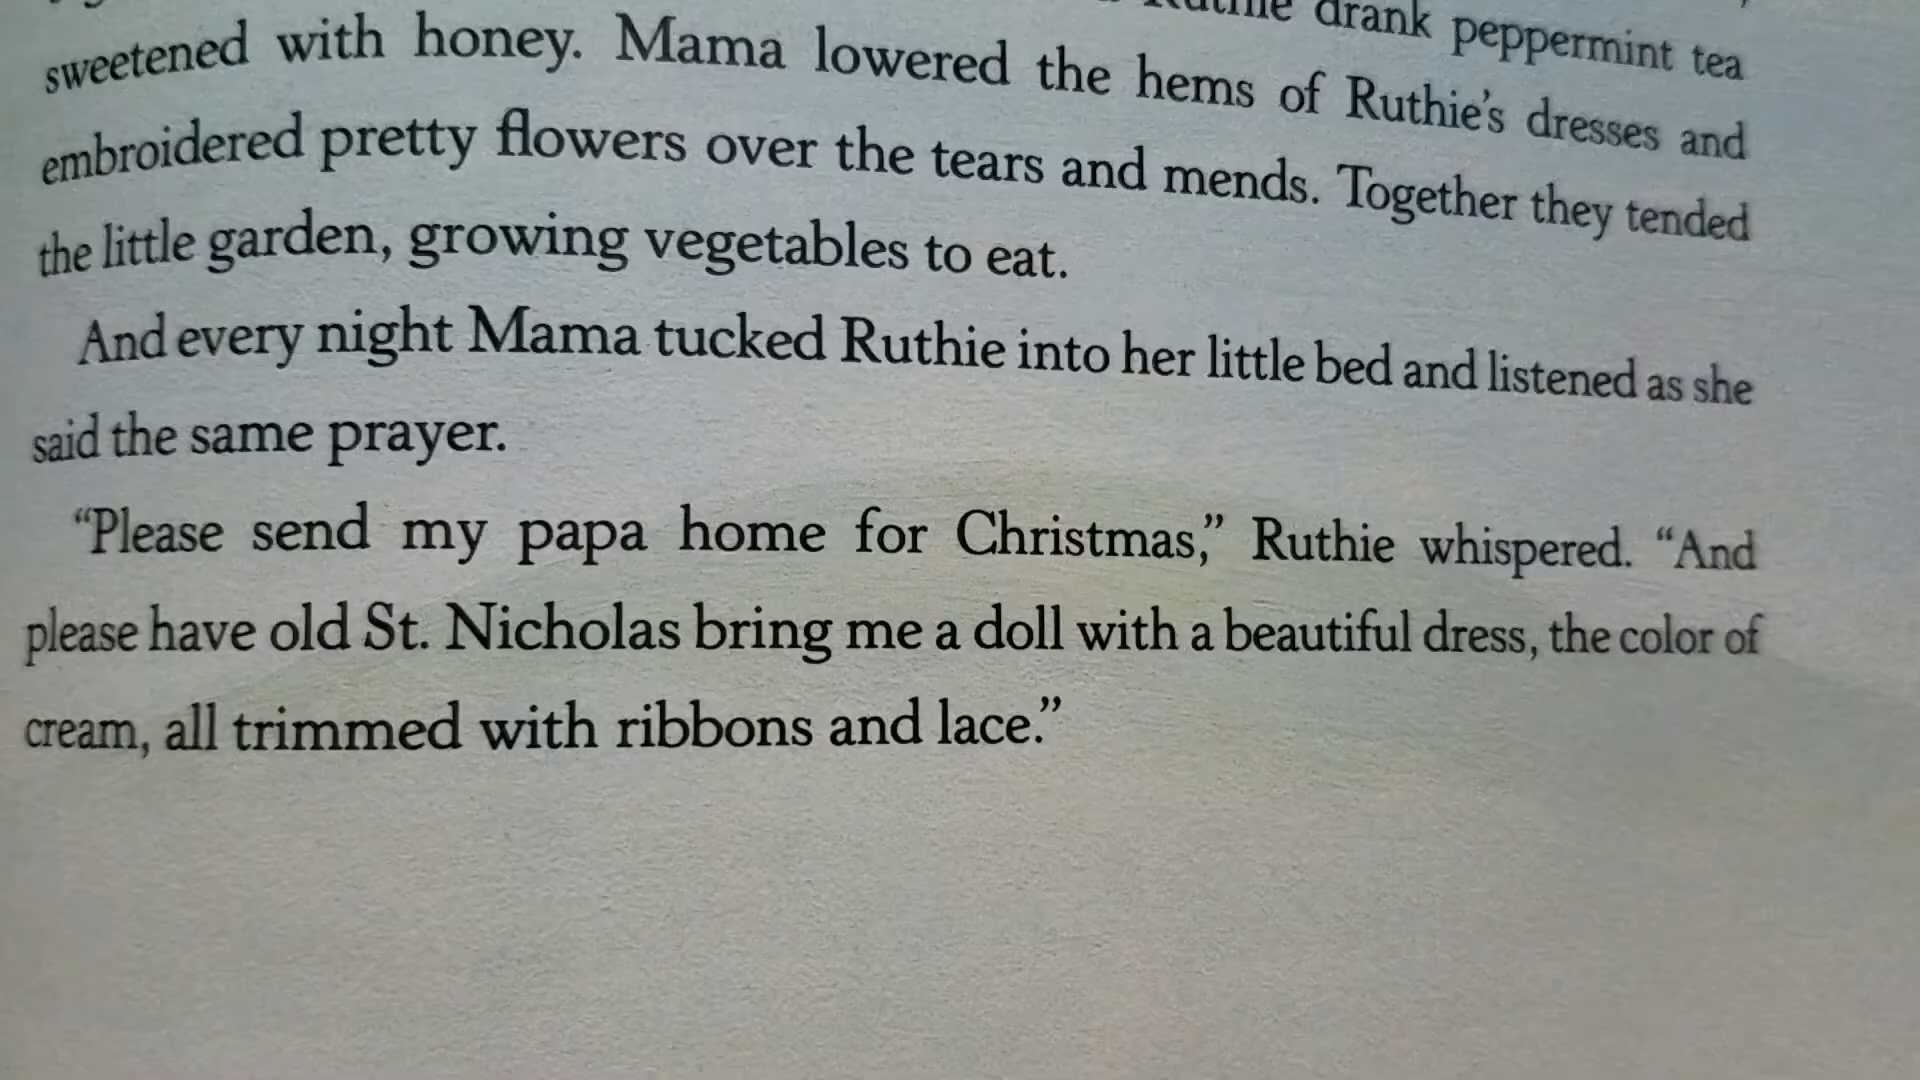 drank peppermint tea
sweetened with honey. Mama lowered the hems of Ruthie’s dresses and
embroidered pretty flowers over the tears and mends. Together they tended
the little garden, growing vegetables to eat.
And every night Mama tucked Ruthie into her little bed and listened as she
said the same prayer.
“Please send my papa home for Christmas,” Ruthie whispered. “And
please have old St. Nicholas bring me a doll with a beautiful dress, the color of
cream, all trimmed with ribbons and lace.”